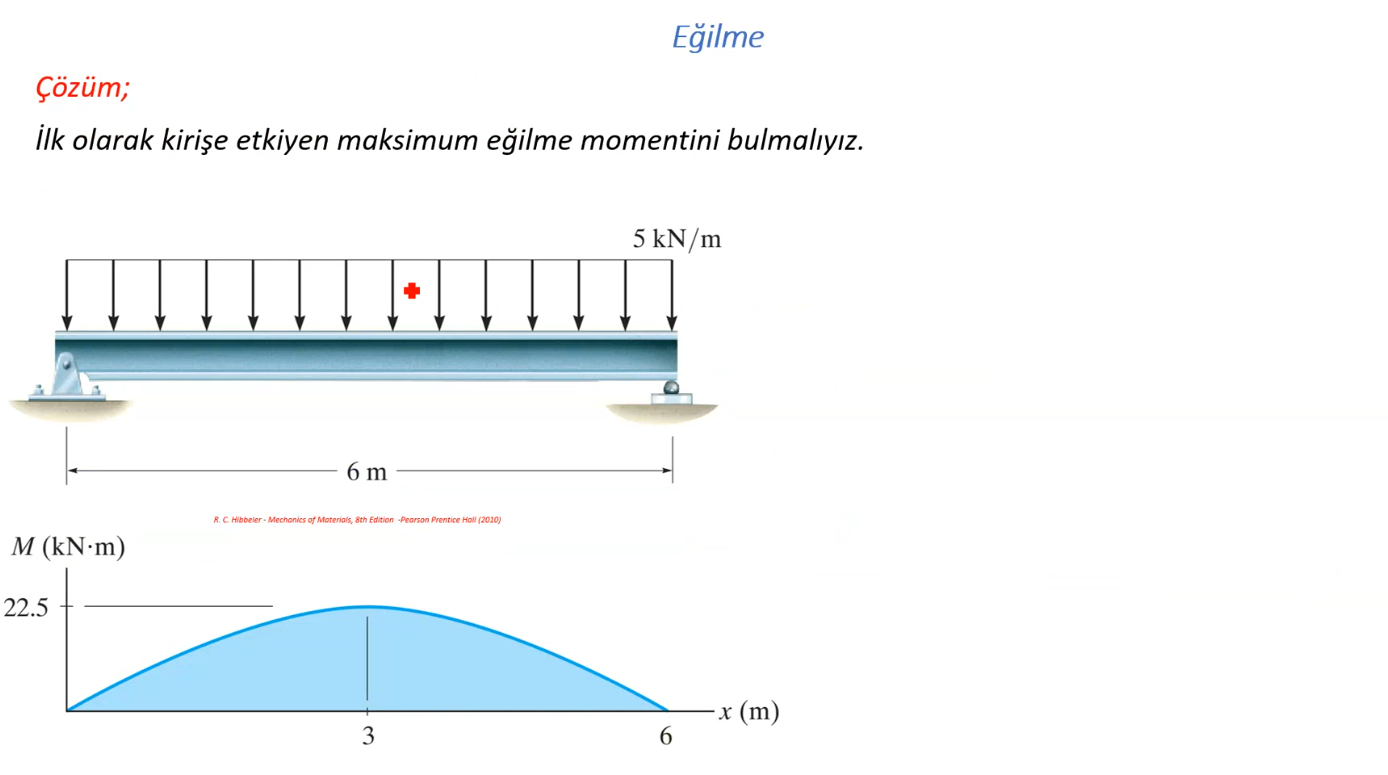 Eğilme
Çözüm;
İlk olarak kirişe etkiyen maksimum eğilme momentini bulmalıyız.
5 kN/m
6 m
R. C. Hibbeler - Mechanics of Materials, 8th Edition -Pearson Prentice Hall (2010)
M (kN·m)
22.5
x (m)
3
6